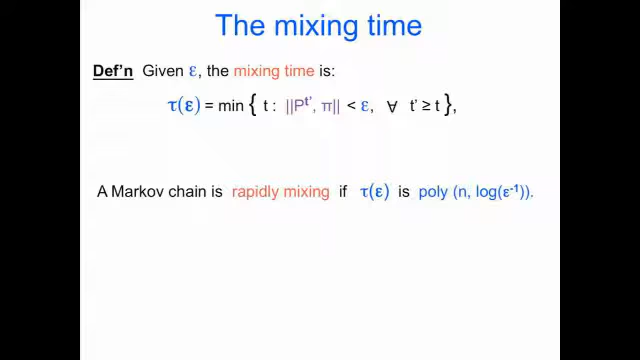 The mixing time
Def'n Given ε, the mixing time is:
τ(ε) = min { t : ||Pᵗ', π|| < ε, ∀ t' ≥ t },
A Markov chain is rapidly mixing if τ(ε) is poly (n, log(ε⁻¹)).